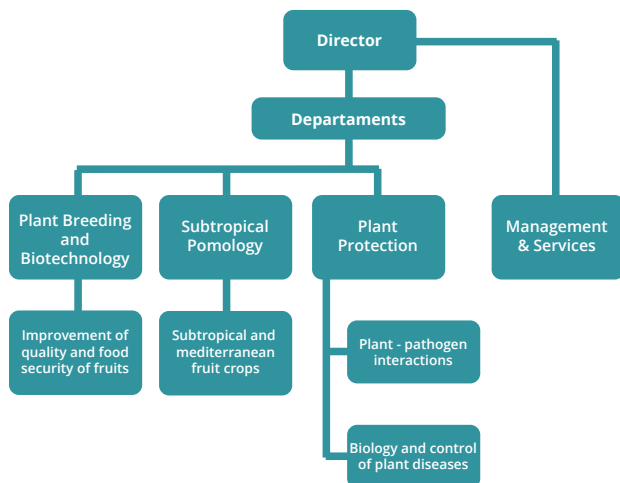 Director
Departaments
Plant Breeding
and
Biotechnology
Subtropical
Pomology
Plant
Protection
Management
& Services
Improvement of
quality and food
security of fruits
Subtropical and
mediterranean
fruit crops
Plant - pathogen
interactions
Biology and control
of plant diseases